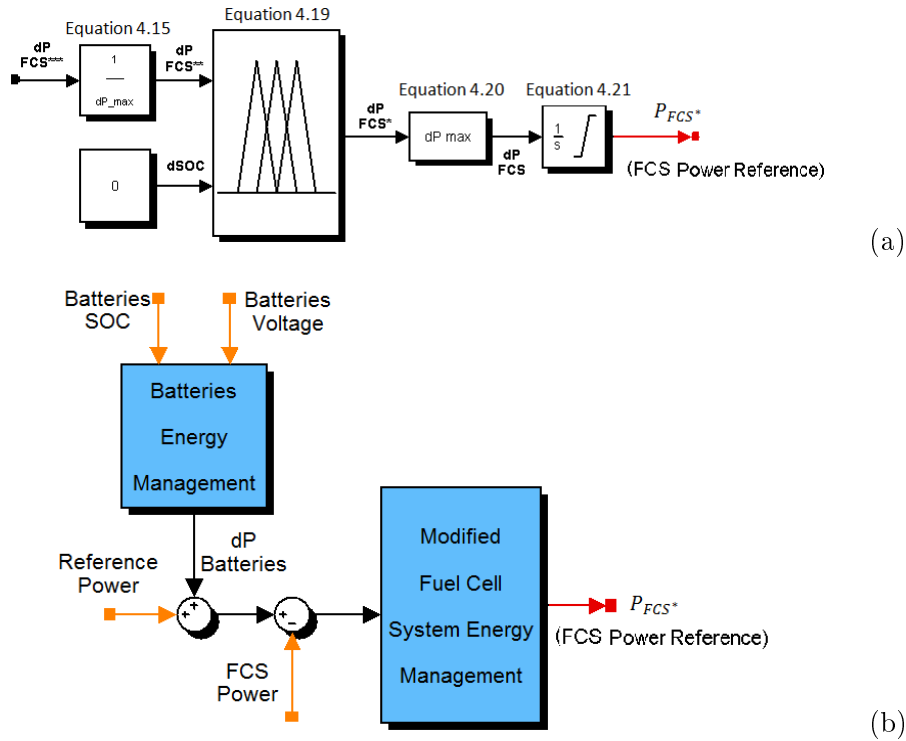 Equation 4.15
Equation 4.19
dP
FCS***
1
dP_max
dP
FCS**
0
dSOC
dP
FCS*
Equation 4.20
dP max
dP
FCS
Equation 4.21
1
s
P_FCS*
(FCS Power Reference)
(a)
Batteries
SOC
Batteries
Voltage
Batteries
Energy
Management
dP
Batteries
Reference
Power
+
+
+
−
FCS
Power
Modified
Fuel Cell
System Energy
Management
P_FCS*
(FCS Power Reference)
(b)